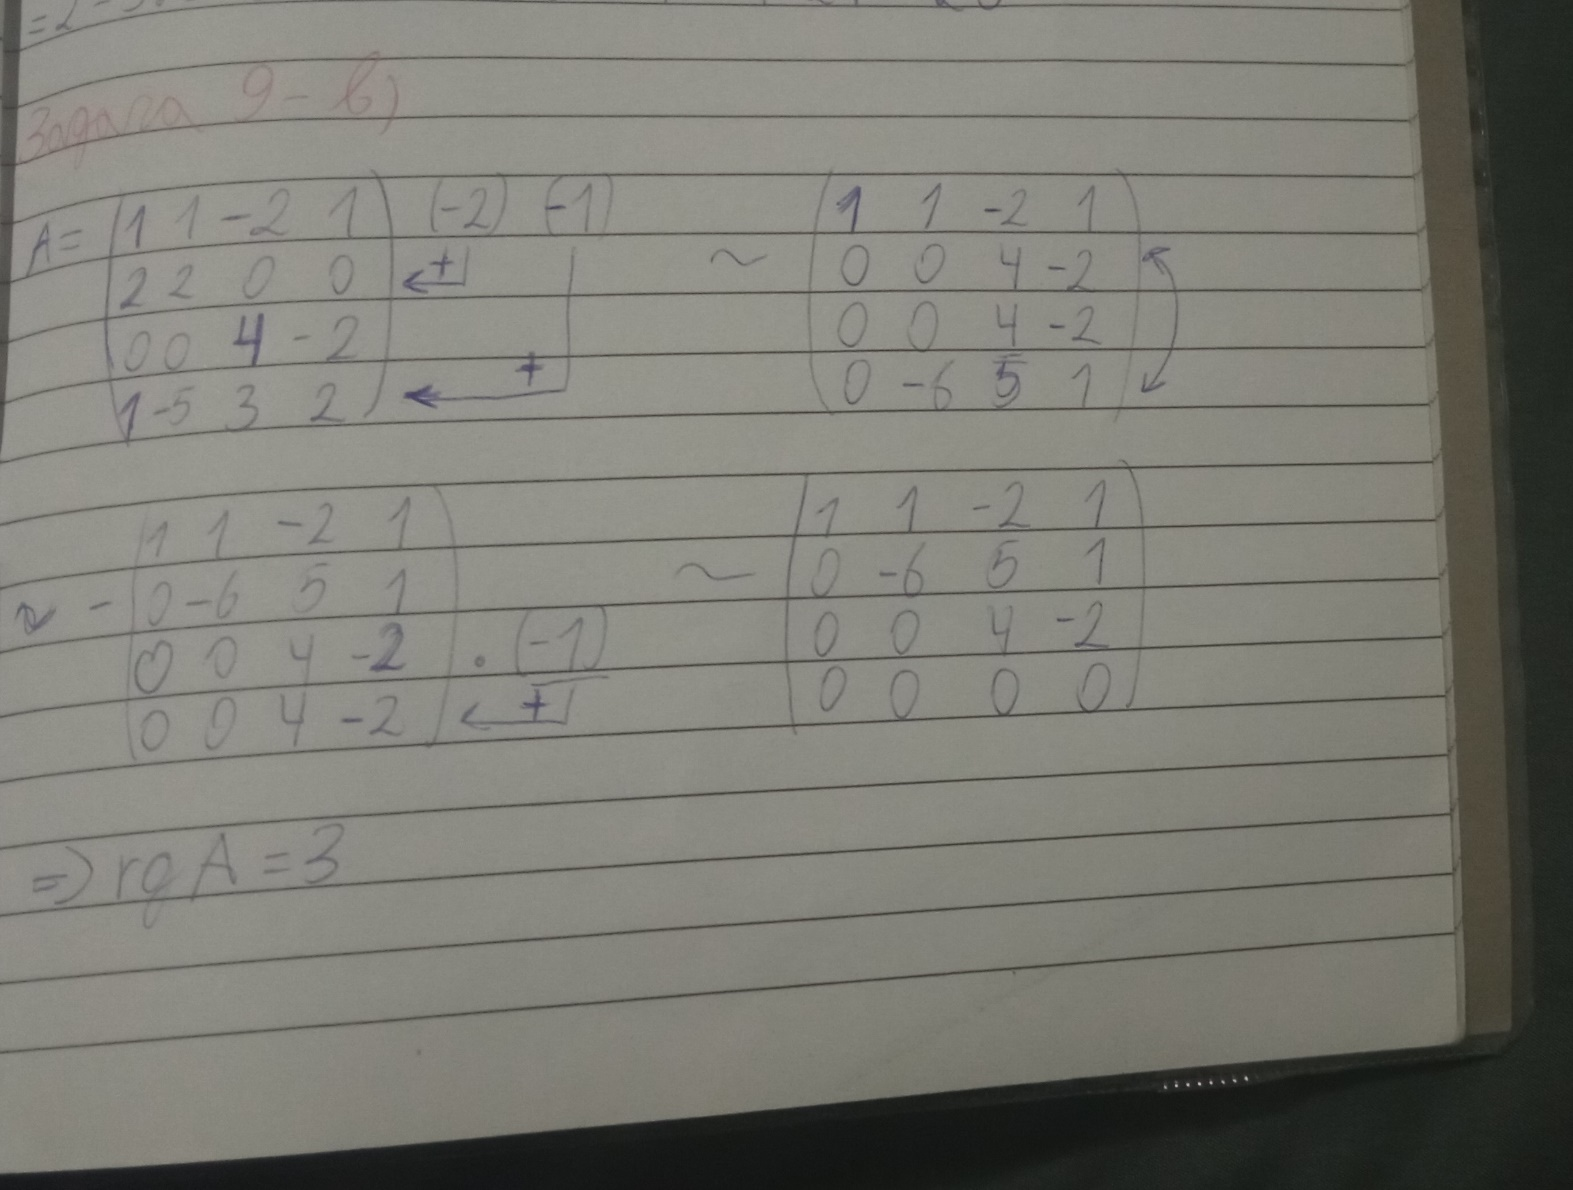 Задача 9 - в)
A = (1 1 -2 1) (-2) (-1) ~ (1 1 -2 1)
2 2 0 0 + 0 0 4 -2
0 0 4 -2 0 0 4 -2
1 -5 3 2 + 0 -6 5 1
(1 1 -2 1) (1 1 -2 1)
~ - 0 -6 5 1 ~ 0 -6 5 1
0 0 4 -2 . (-1) 0 0 4 -2
0 0 4 -2 + 0 0 0 0
=> rg A = 3